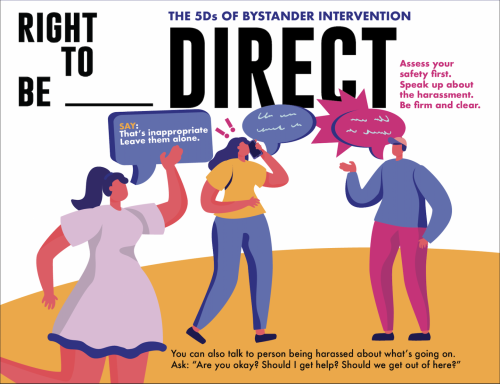 RIGHT
TO
BE
THE 5Ds OF BYSTANDER INTERVENTION
DIRECT
Assess your
safety first.
Speak up about
the harassment.
Be firm and clear.
SAY:
That's inappropriate
Leave them alone.
!!
You can also talk to person being harassed about what's going on.
Ask: "Are you okay? Should I get help? Should we get out of here?"